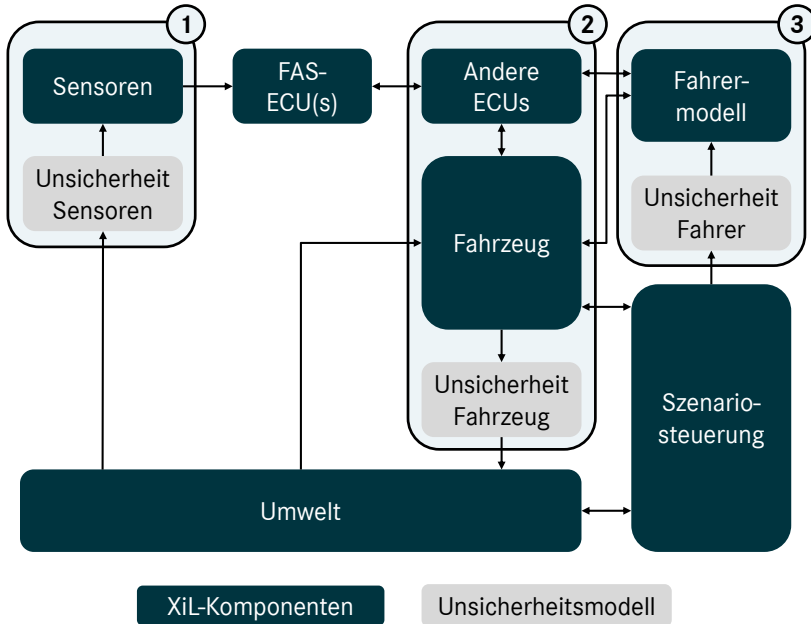 1
2
3
Sensoren
FAS-
ECU(s)
Andere
ECUs
Fahrer-
modell
Unsicherheit
Sensoren
Fahrzeug
Unsicherheit
Fahrer
Unsicherheit
Fahrzeug
Szenario-
steuerung
Umwelt
XiL-Komponenten
Unsicherheitsmodell